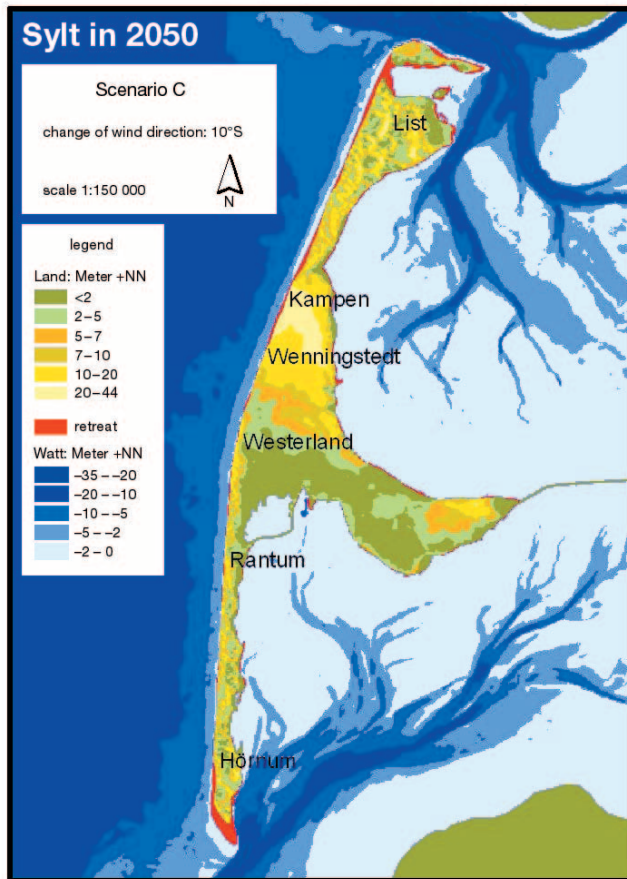 Sylt in 2050
Scenario C
change of wind direction: 10°S
scale 1:150 000
N
legend
Land: Meter +NN
<2
2–5
5–7
7–10
10–20
20–44
retreat
Watt: Meter +NN
–35 – –20
–20 – –10
–10 – –5
–5 – –2
–2 – 0
List
Kampen
Wenningstedt
Westerland
Rantum
Hörnum